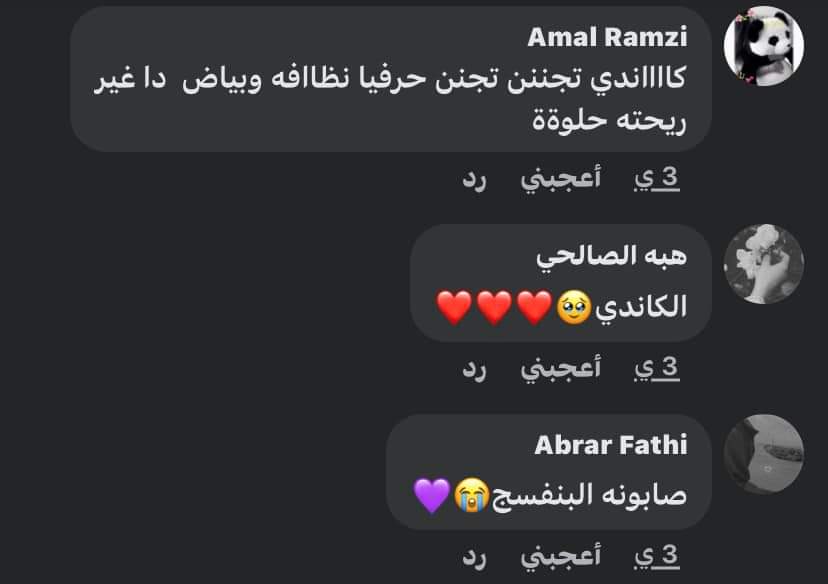 Amal Ramzi
كااااندي تجننن تجنن حرفيا نظاافه وبياض دا غير
ريحته حلوةة
3 ي أعجبني رد
هبه الصالحي
الكاندي🥹❤️❤️❤️
3 ي أعجبني رد
Abrar Fathi
صابونه البنفسج😭💜
3 ي أعجبني رد